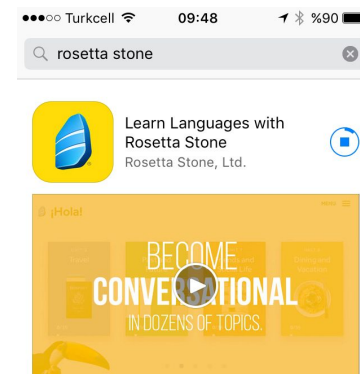 Turkcell 09:48 %90
rosetta stone
Learn Languages with
Rosetta Stone
Rosetta Stone, Ltd.
¡Hola!
BECOME
CONVERSATIONAL
IN DOZENS OF TOPICS.